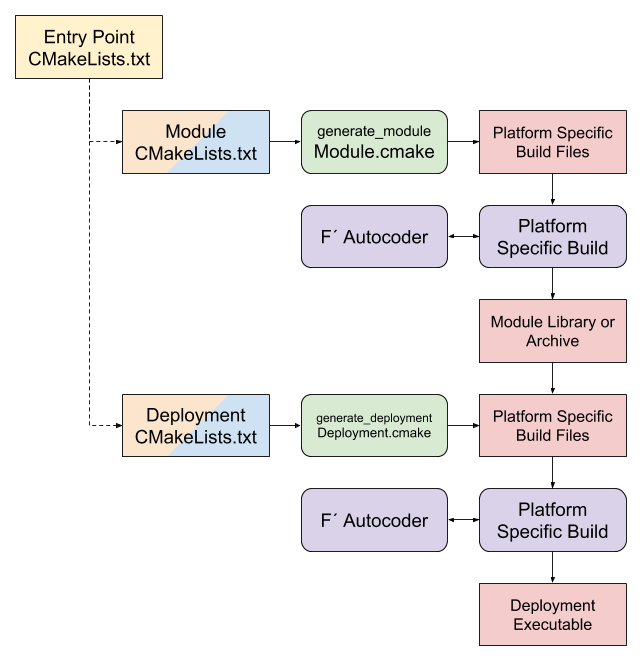 Entry Point
CMakeLists.txt
Module
CMakeLists.txt
generate_module
Module.cmake
Platform Specific
Build Files
F´ Autocoder
Platform
Specific Build
Module Library or
Archive
Deployment
CMakeLists.txt
generate_deployment
Deployment.cmake
Platform Specific
Build Files
F´ Autocoder
Platform
Specific Build
Deployment
Executable